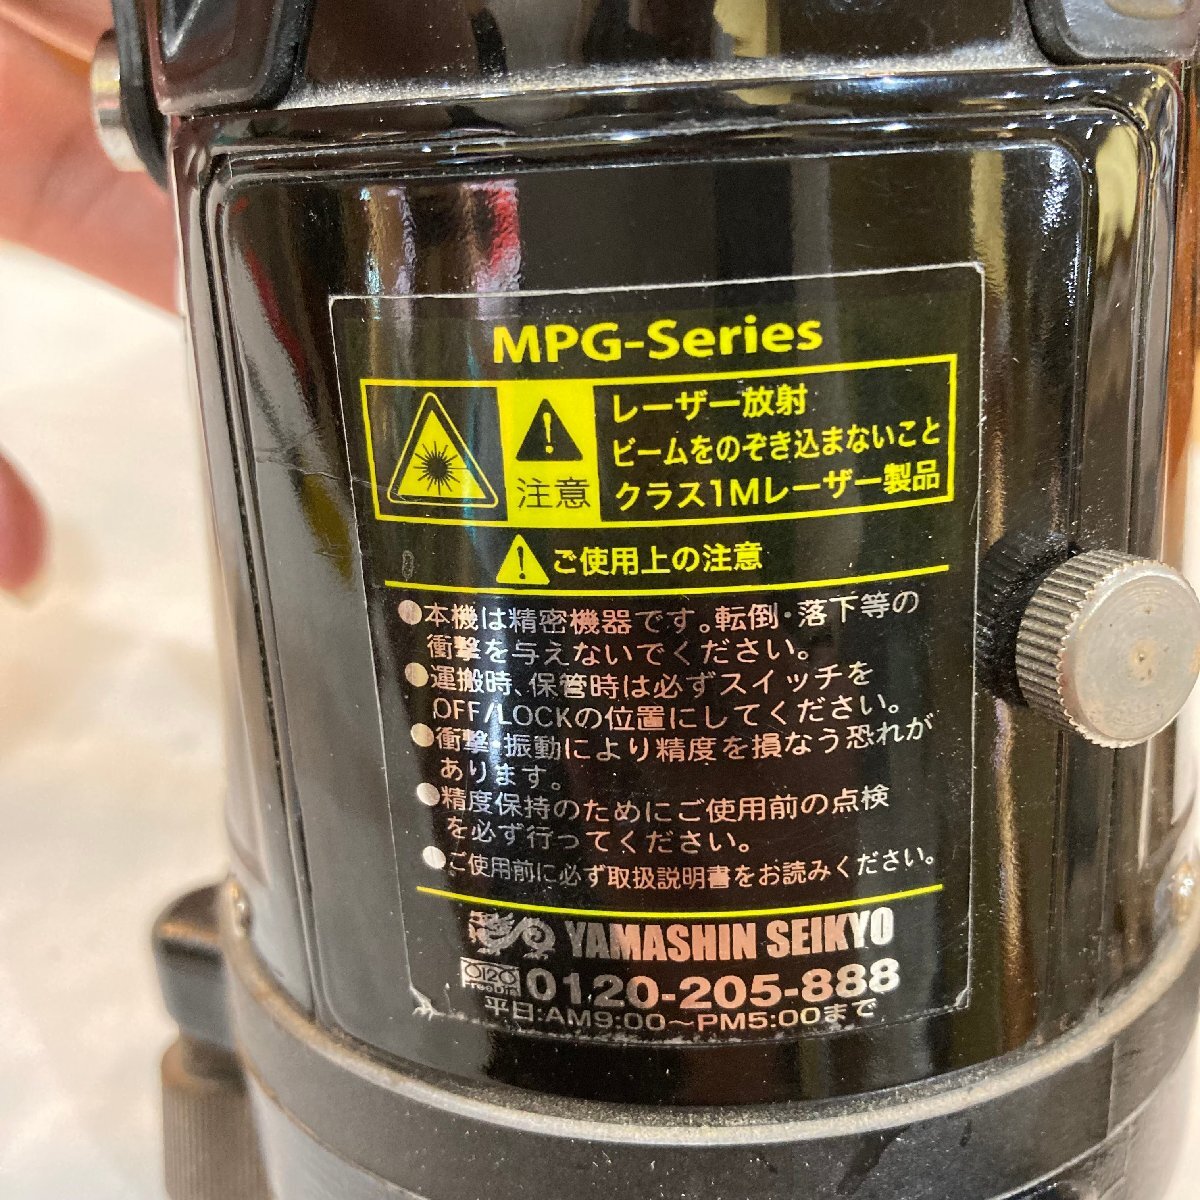 MPG-Series
レーザー放射
ビームをのぞき込まないこと
クラス1Mレーザー製品
注意
ご使用上の注意
●本機は精密機器です。転倒・落下等の
衝撃を与えないでください。
●運搬時、保管時は必ずスイッチを
OFF/LOCKの位置にしてください。
●衝撃・振動により精度を損なう恐れが
あります。
●精度保持のためにご使用前の点検
を必ず行ってください。
●ご使用前に必ず取扱説明書をお読みください。
YAMASHIN SEIKYO
0120
FreeDial
0120-205-888
平日:AM9:00～PM5:00まで